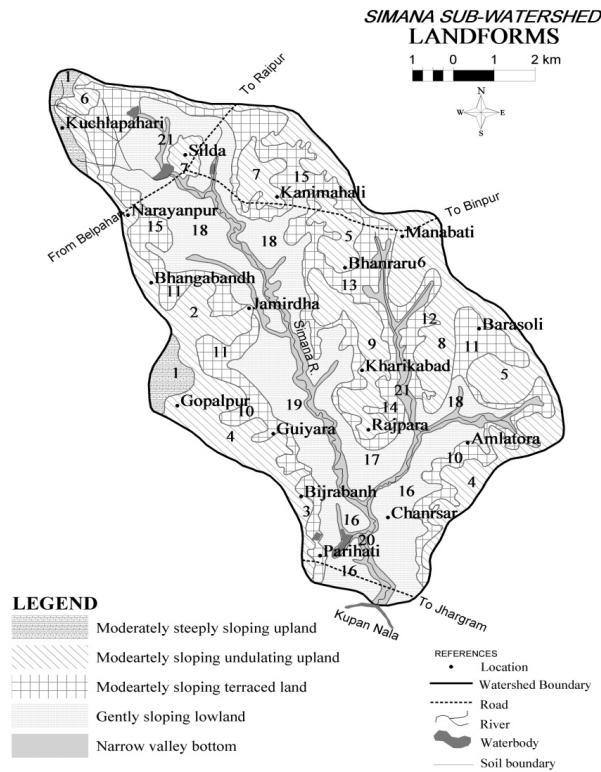 SIMANA SUB-WATERSHED
LANDFORMS
1 0 1 2 km
N
W E
S
To Rajpur
1
6
Kuchlapahari
21
Silda
7
7
15
Kanimahali
To Binpur
From Belpahari
Narayanpur
15
18
18
5
Manabati
Bhanraru
6
Bhangabandh
11
13
2
Jamirdha
12
Barasoli
Simana R.
9
8
11
11
Kharikabad
1
5
21
Gopalpur
10
19
14
18
4
Guiyara
Rajpara
Amlatora
17
10
4
Bijrabanh
16
3
16
Chanrsar
20
Parihati
16
To Jhargram
Kupan Nala
LEGEND
Moderately steeply sloping upland
Modeartely sloping undulating upland
Modeartely sloping terraced land
Gently sloping lowland
Narrow valley bottom
REFERENCES
Location
Watershed Boundary
Road
River
Waterbody
Soil boundary